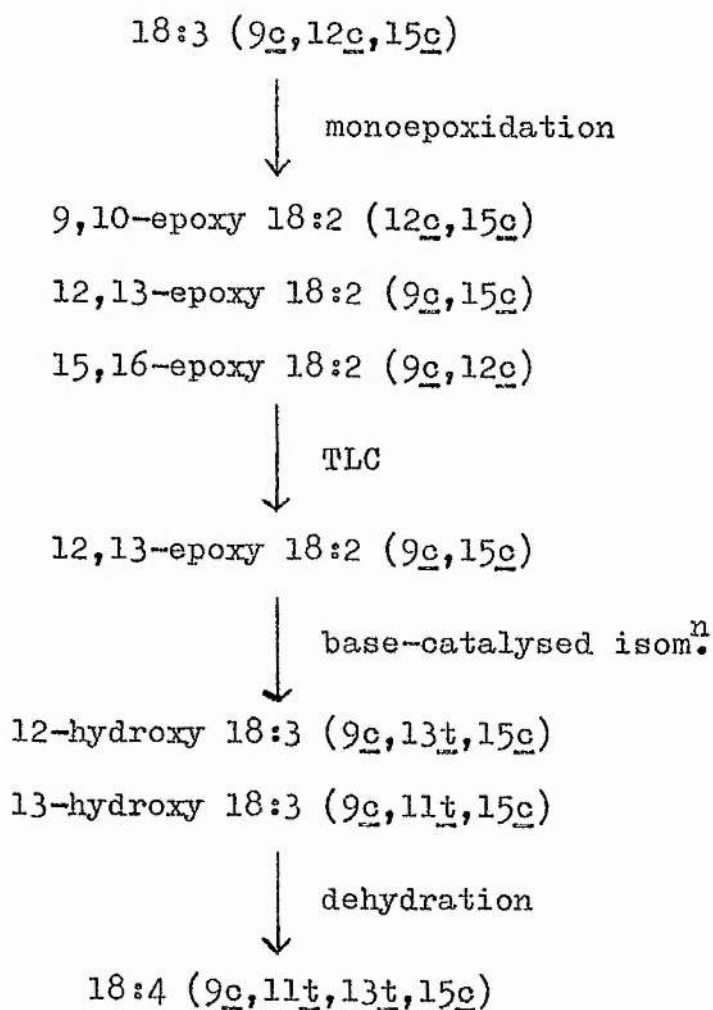 18:3 (9c,12c,15c)
monoepoxidation
9,10-epoxy 18:2 (12c,15c)
12,13-epoxy 18:2 (9c,15c)
15,16-epoxy 18:2 (9c,12c)
TLC
12,13-epoxy 18:2 (9c,15c)
base-catalysed isom.ⁿ
12-hydroxy 18:3 (9c,13t,15c)
13-hydroxy 18:3 (9c,11t,15c)
dehydration
18:4 (9c,11t,13t,15c)